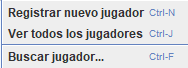 Registrar nuevo jugador Ctrl-N
Ver todos los jugadores Ctrl-J
Buscar jugador... Ctrl-F